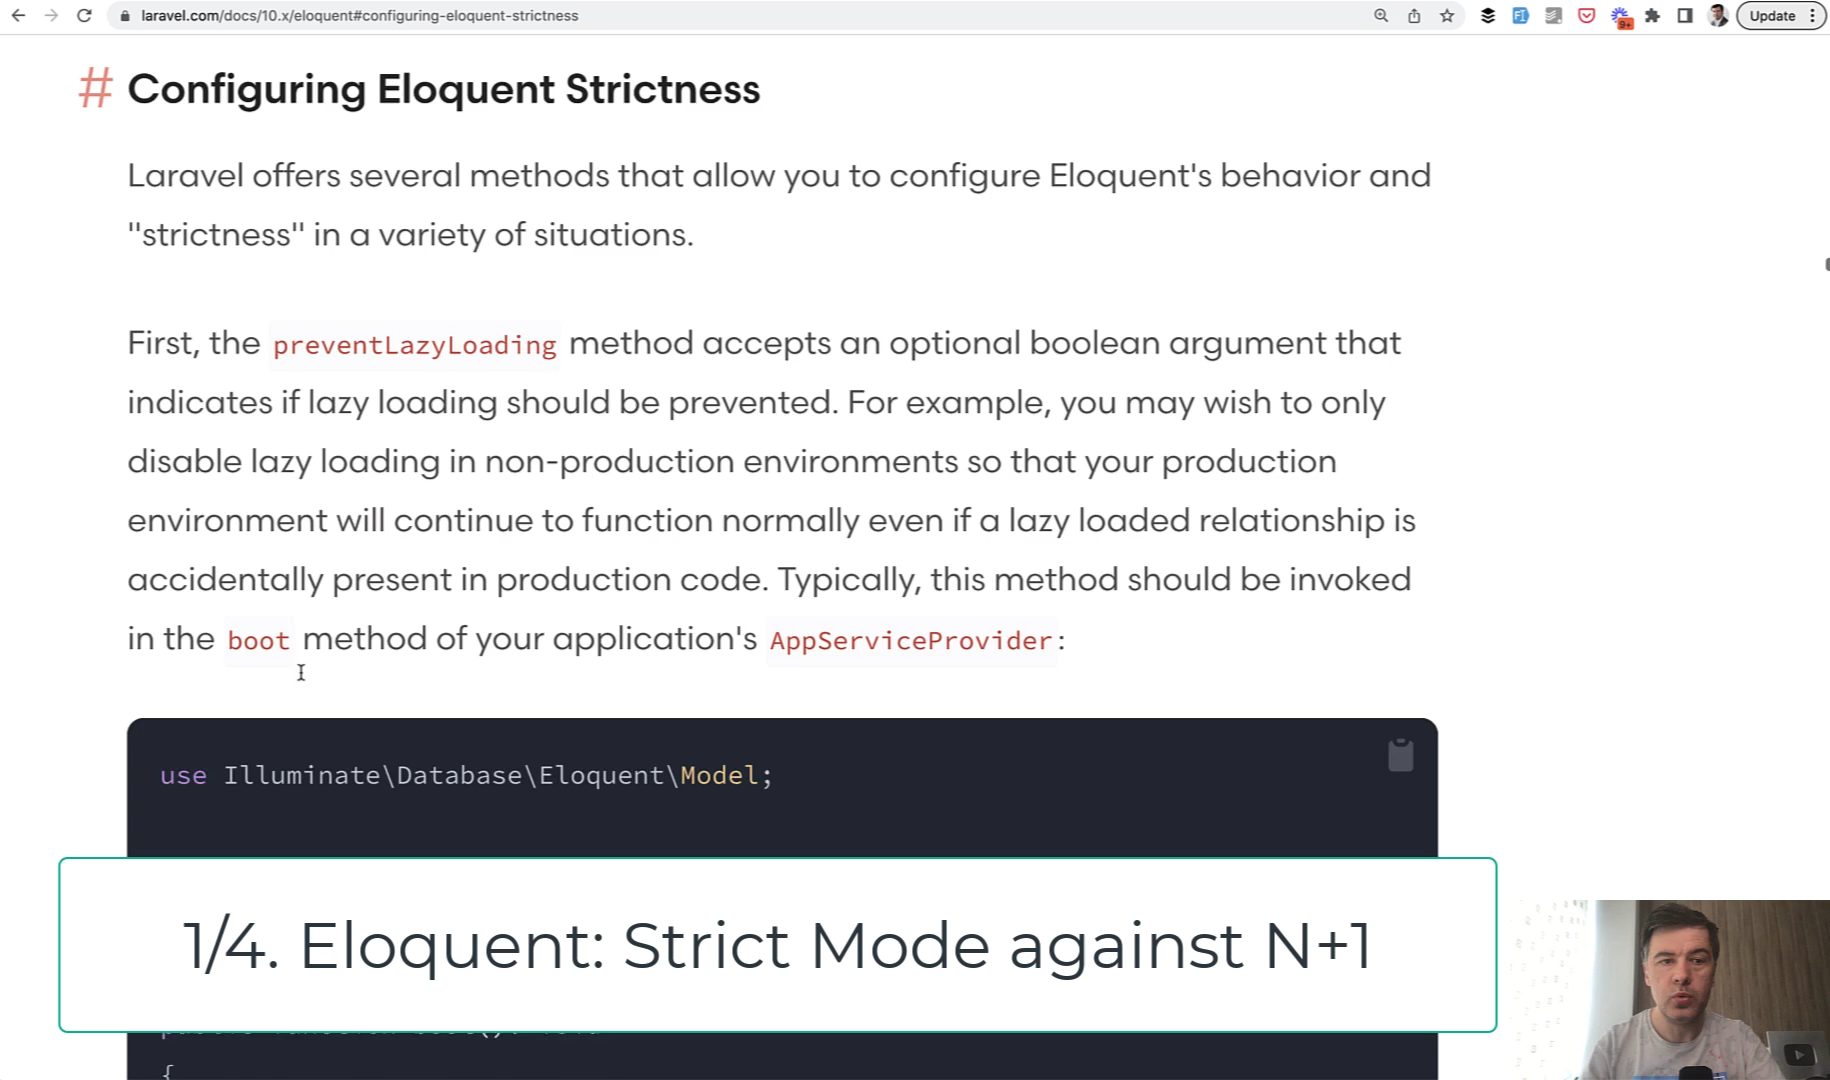 laravel.com/docs/10.x/eloquent#configuring-eloquent-strictness
9+
Update
# Configuring Eloquent Strictness
Laravel offers several methods that allow you to configure Eloquent's behavior and
"strictness" in a variety of situations.
First, the preventLazyLoading method accepts an optional boolean argument that
indicates if lazy loading should be prevented. For example, you may wish to only
disable lazy loading in non-production environments so that your production
environment will continue to function normally even if a lazy loaded relationship is
accidentally present in production code. Typically, this method should be invoked
in the boot method of your application's AppServiceProvider:
use Illuminate\Database\Eloquent\Model;
1/4. Eloquent: Strict Mode against N+1
{